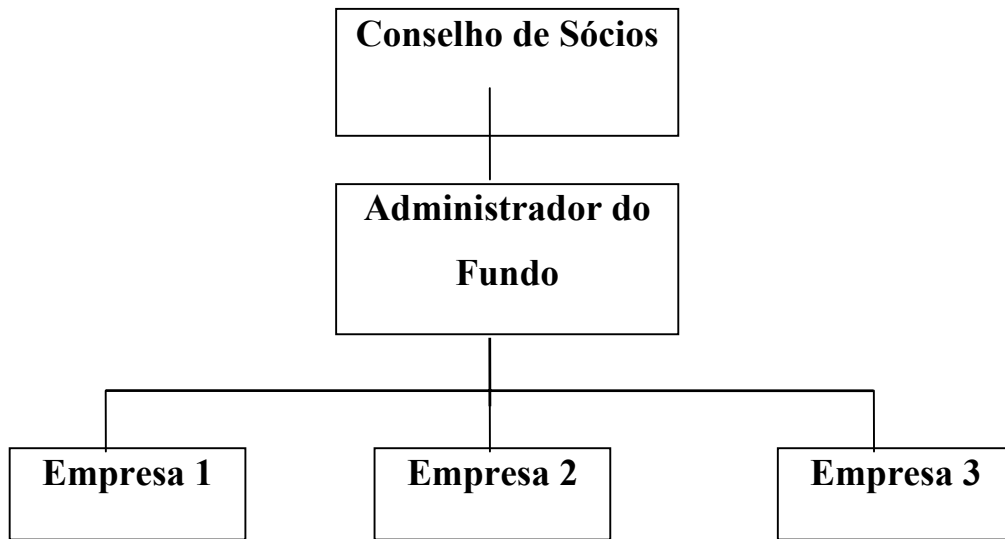 Conselho de Sócios
Administrador do
Fundo
Empresa 1
Empresa 2
Empresa 3